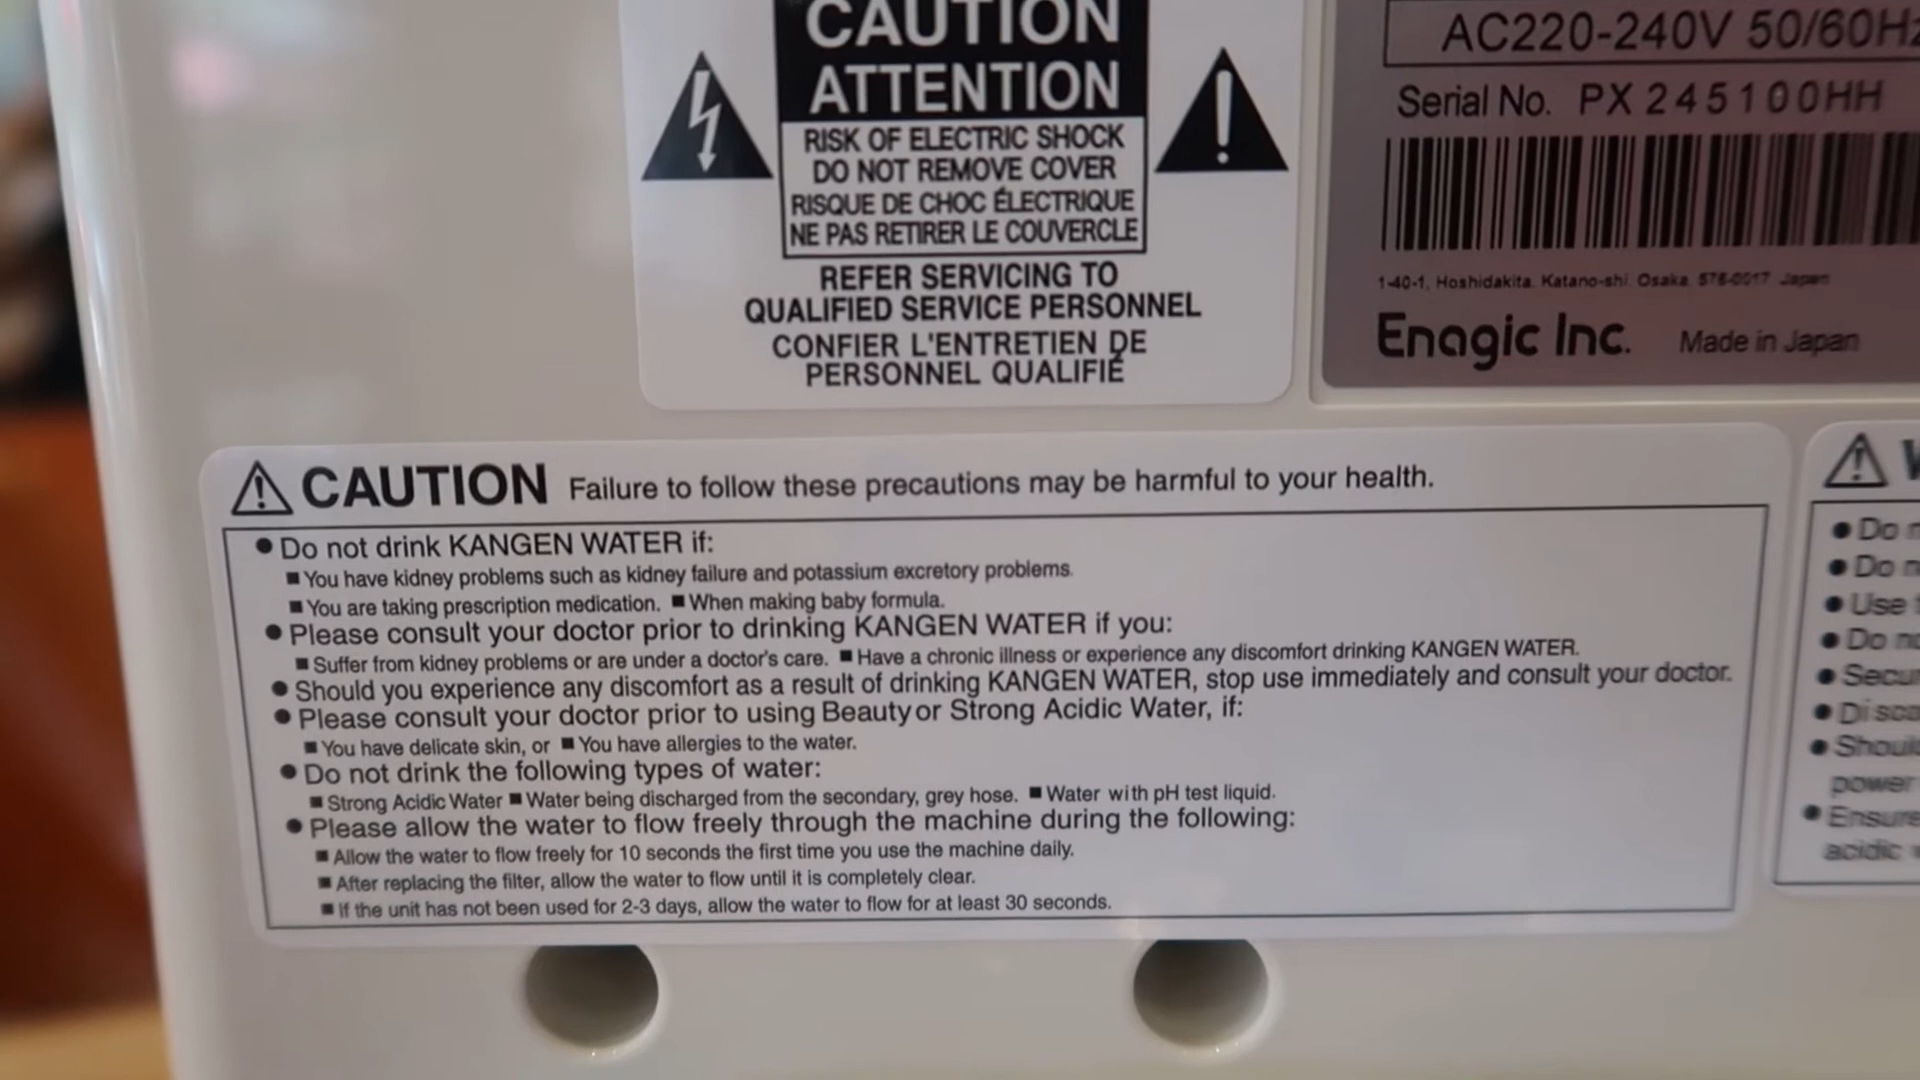 CAUTION
ATTENTION
RISK OF ELECTRIC SHOCK
DO NOT REMOVE COVER
RISQUE DE CHOC ÉLECTRIQUE
NE PAS RETIRER LE COUVERCLE
REFER SERVICING TO
QUALIFIED SERVICE PERSONNEL
CONFIER L'ENTRETIEN DE
PERSONNEL QUALIFIÉ
AC220-240V 50/60Hz
Serial No. PX 245100HH
1-40-1, Hoshidakita, Katano-shi, Osaka, 576-0017 Japan
Enagic Inc. Made in Japan
CAUTION Failure to follow these precautions may be harmful to your health.
● Do not drink KANGEN WATER if:
■ You have kidney problems such as kidney failure and potassium excretory problems.
■ You are taking prescription medication. ■ When making baby formula.
● Please consult your doctor prior to drinking KANGEN WATER if you:
■ Suffer from kidney problems or are under a doctor's care. ■ Have a chronic illness or experience any discomfort drinking KANGEN WATER.
● Should you experience any discomfort as a result of drinking KANGEN WATER, stop use immediately and consult your doctor.
● Please consult your doctor prior to using Beauty or Strong Acidic Water, if:
■ You have delicate skin, or ■ You have allergies to the water.
● Do not drink the following types of water:
■ Strong Acidic Water ■ Water being discharged from the secondary, grey hose. ■ Water with pH test liquid.
● Please allow the water to flow freely through the machine during the following:
■ Allow the water to flow freely for 10 seconds the first time you use the machine daily.
■ After replacing the filter, allow the water to flow until it is completely clear.
■ If the unit has not been used for 2-3 days, allow the water to flow for at least 30 seconds.
● Do
● Do
● Use
● Do
power
acidic